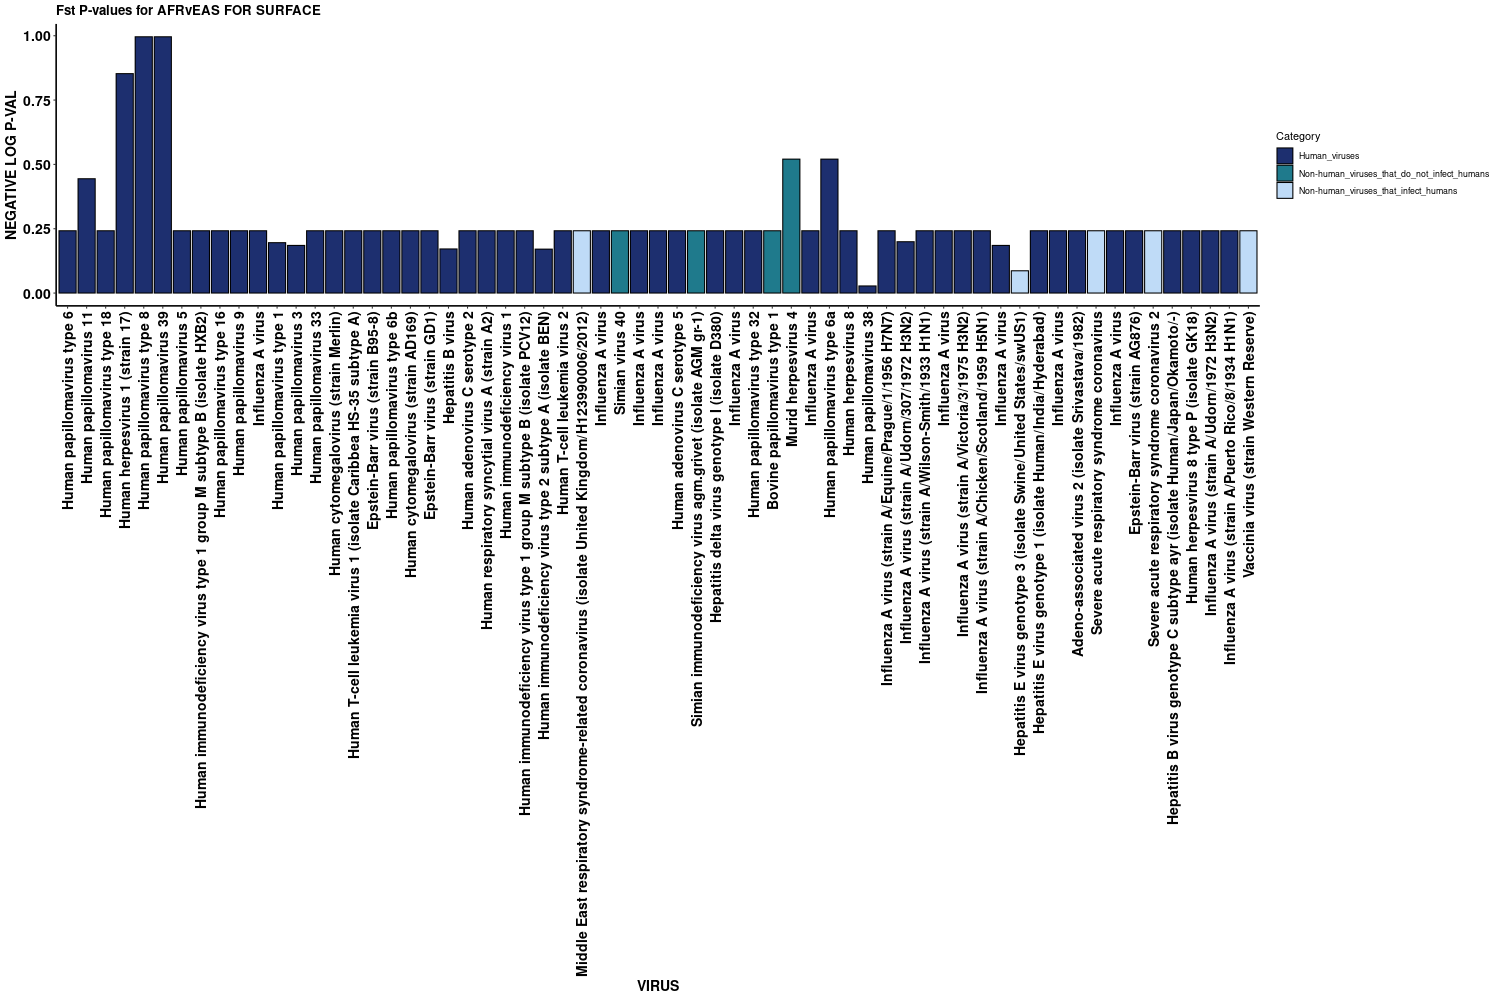 Fst P-values for AFRvEAS FOR SURFACE
NEGATIVE LOG P-VAL
1.00
0.75
0.50
0.25
0.00
Human papillomavirus type 6
Human papillomavirus 11
Human papillomavirus type 18
Human herpesvirus 1 (strain 17)
Human papillomavirus type 8
Human papillomavirus 39
Human papillomavirus 5
Human immunodeficiency virus type 1 group M subtype B (isolate HXB2)
Human papillomavirus type 16
Human papillomavirus 9
Influenza A virus
Human papillomavirus type 1
Human papillomavirus 3
Human papillomavirus 33
Human cytomegalovirus (strain Merlin)
Human T-cell leukemia virus 1 (isolate Caribbea HS-35 subtype A)
Epstein-Barr virus (strain B95-8)
Human papillomavirus type 6b
Human cytomegalovirus (strain AD169)
Epstein-Barr virus (strain GD1)
Hepatitis B virus
Human adenovirus C serotype 2
Human respiratory syncytial virus A (strain A2)
Human immunodeficiency virus 1
Human immunodeficiency virus type 1 group M subtype B (isolate PCV12)
Human immunodeficiency virus type 2 subtype A (isolate BEN)
Human T-cell leukemia virus 2
Middle East respiratory syndrome-related coronavirus (isolate United Kingdom/H123990006/2012)
Influenza A virus
Simian virus 40
Influenza A virus
Influenza A virus
Human adenovirus C serotype 5
Simian immunodeficiency virus agm.grivet (isolate AGM gr-1)
Hepatitis delta virus genotype I (isolate D380)
Influenza A virus
Human papillomavirus type 32
Bovine papillomavirus type 1
Murid herpesvirus 4
Influenza A virus
Human papillomavirus type 6a
Human herpesvirus 8
Human papillomavirus 38
Influenza A virus (strain A/Equine/Prague/1/1956 H7N7)
Influenza A virus (strain A/Udorn/307/1972 H3N2)
Influenza A virus (strain A/Wilson-Smith/1933 H1N1)
Influenza A virus
Influenza A virus (strain A/Victoria/3/1975 H3N2)
Influenza A virus (strain A/Chicken/Scotland/1959 H5N1)
Influenza A virus
Hepatitis E virus genotype 3 (isolate Swine/United States/swUS1)
Hepatitis E virus genotype 1 (isolate Human/India/Hyderabad)
Influenza A virus
Adeno-associated virus 2 (isolate Srivastava/1982)
Severe acute respiratory syndrome coronavirus
Influenza A virus
Epstein-Barr virus (strain AG876)
Severe acute respiratory syndrome coronavirus 2
Hepatitis B virus genotype C subtype ayr (isolate Human/Japan/Okamoto/-)
Human herpesvirus 8 type P (isolate GK18)
Influenza A virus (strain A/Udorn/1972 H3N2)
Influenza A virus (strain A/Puerto Rico/8/1934 H1N1)
Vaccinia virus (strain Western Reserve)
VIRUS
Category
Human_viruses
Non-human_viruses_that_do_not_infect_humans
Non-human_viruses_that_infect_humans